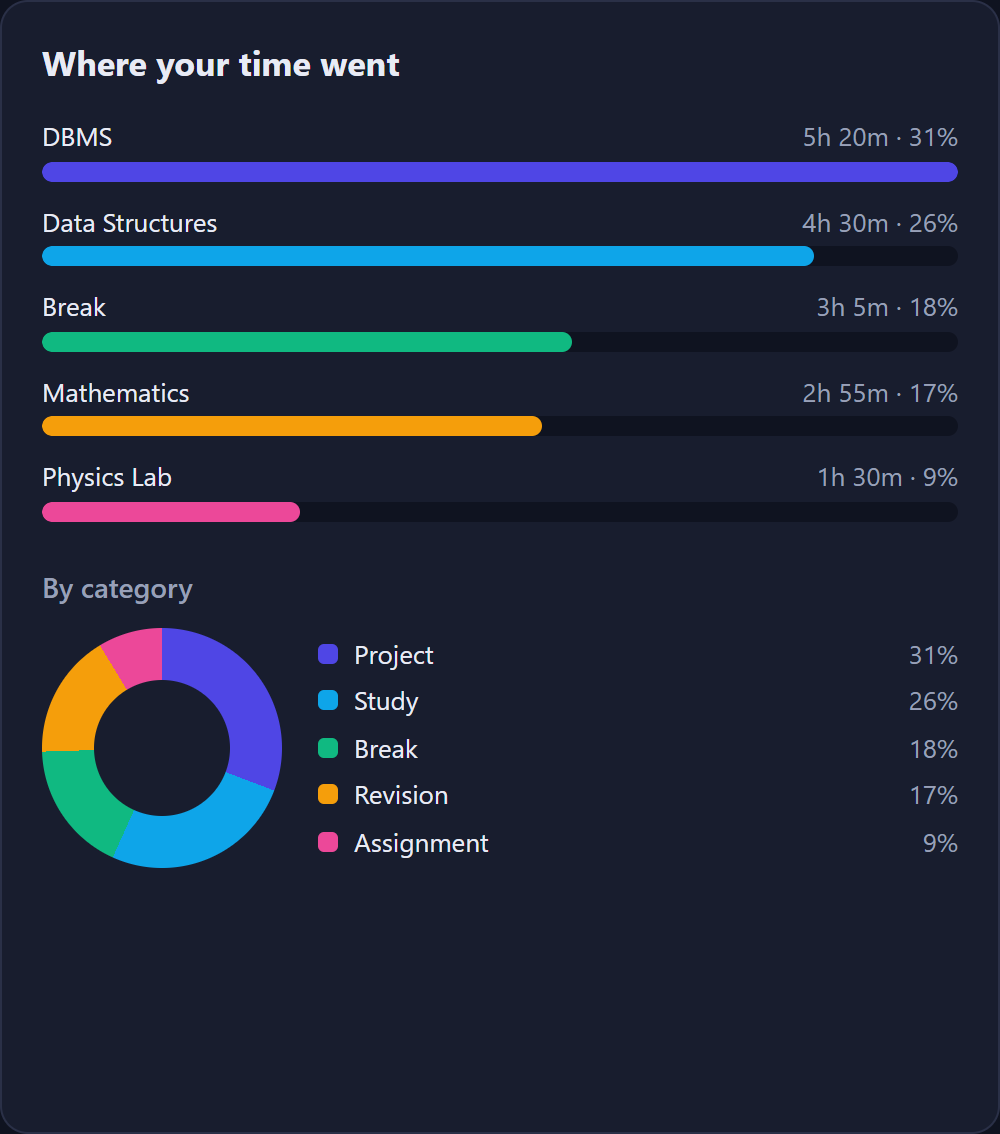 Where your time went
DBMS 5h 20m · 31%
Data Structures 4h 30m · 26%
Break 3h 5m · 18%
Mathematics 2h 55m · 17%
Physics Lab 1h 30m · 9%
By category
Project 31%
Study 26%
Break 18%
Revision 17%
Assignment 9%